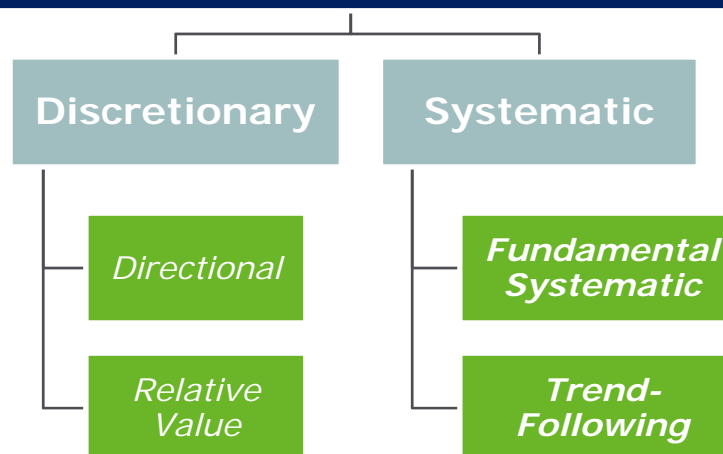 Discretionary
Systematic
Directional
Fundamental
Systematic
Relative
Value
Trend-
Following